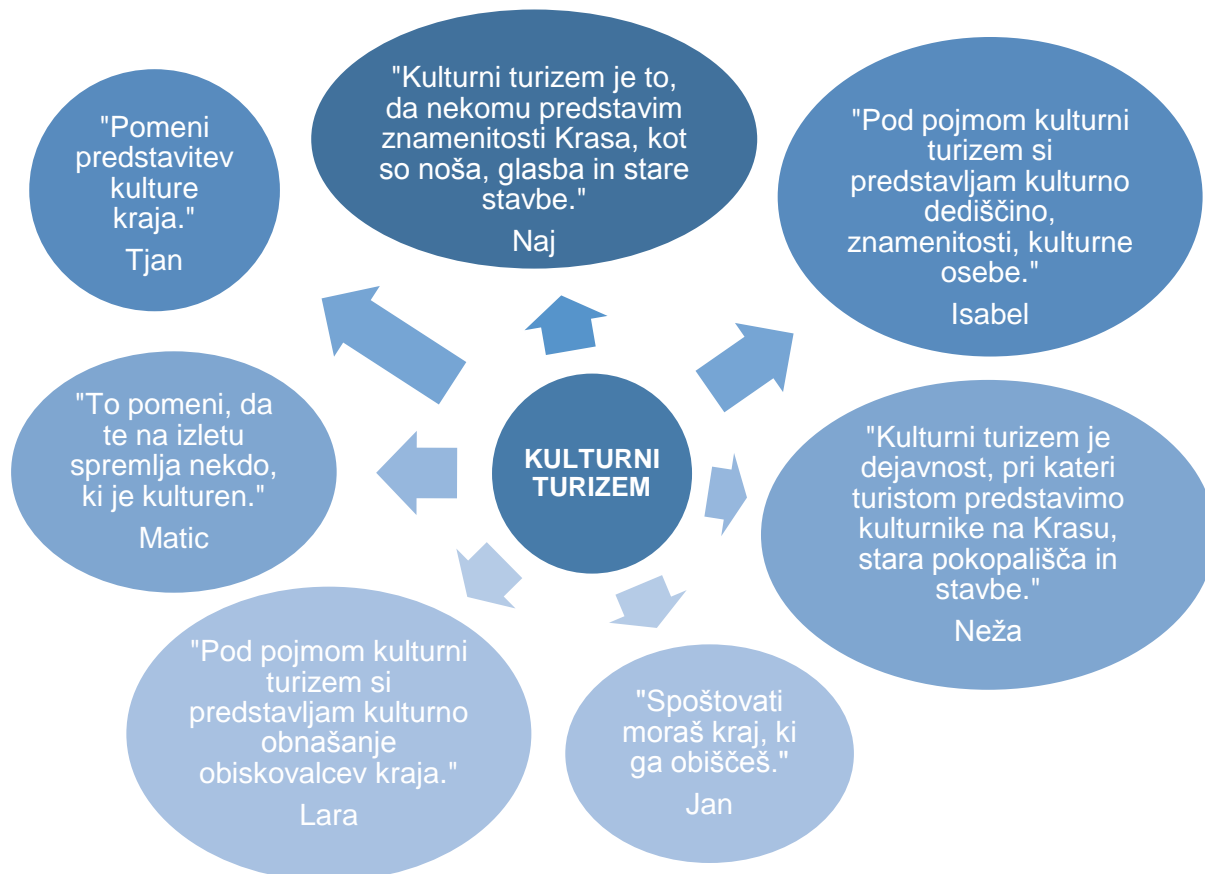 "Pomeni
predstavitev
kulture
kraja."
Tjan
"Kulturni turizem je to,
da nekomu predstavim
znamenitosti Krasa, kot
so noša, glasba in stare
stavbe."
Naj
"Pod pojmom kulturni
turizem si
predstavljam kulturno
dediščino,
znamenitosti, kulturne
osebe."
Isabel
"To pomeni, da
te na izletu
spremlja nekdo,
ki je kulturen."
Matic
KULTURNI
TURIZEM
"Kulturni turizem je
dejavnost, pri kateri
turistom predstavimo
kulturnike na Krasu,
stara pokopališča in
stavbe."
Neža
"Pod pojmom kulturni
turizem si
predstavljam kulturno
obnašanje
obiskovalcev kraja."
Lara
"Spoštovati
moraš kraj, ki
ga obiščeš."
Jan